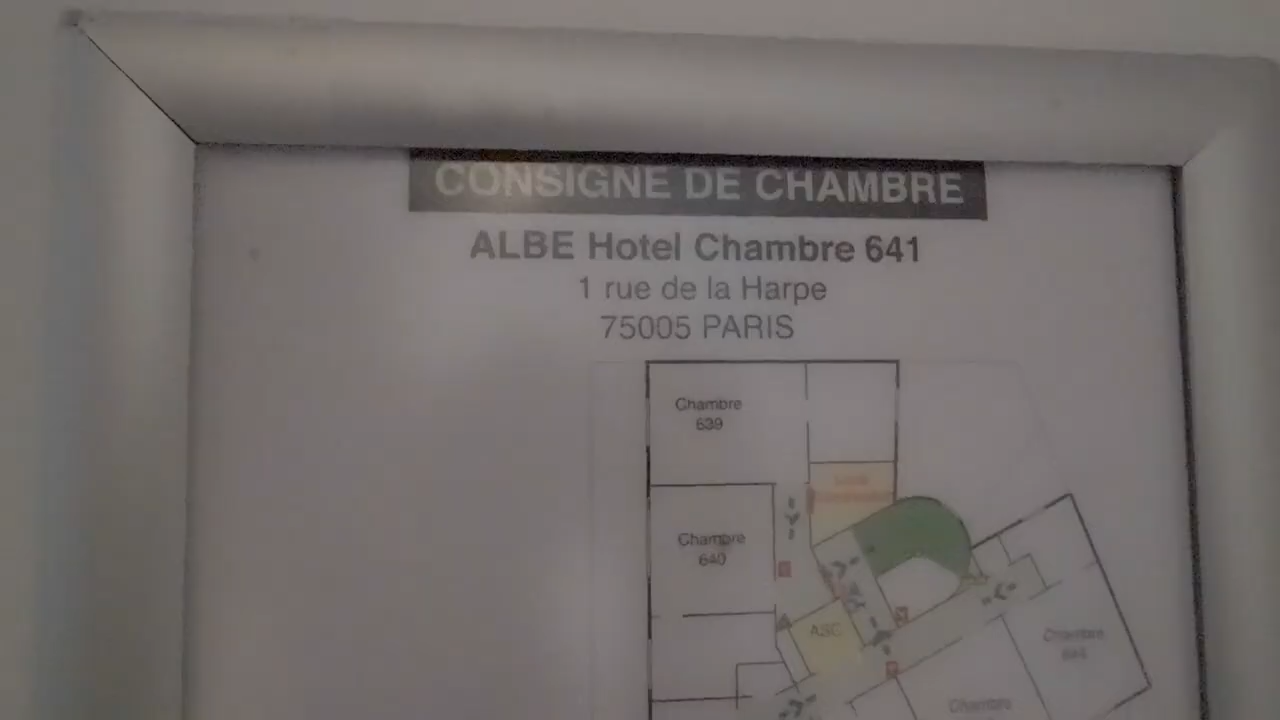 CONSIGNE DE CHAMBRE
ALBE Hotel Chambre 641
1 rue de la Harpe
75005 PARIS
Chambre
639
Chambre
640
ASC
Chambre
Chambre